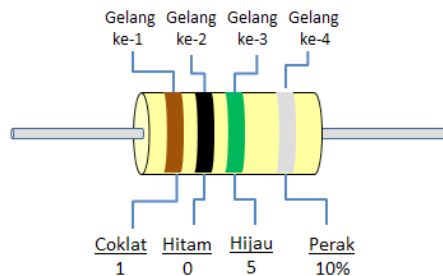 Gelang Gelang Gelang Gelang
ke-1 ke-2 ke-3 ke-4
Coklat Hitam Hijau Perak
1 0 5 10%